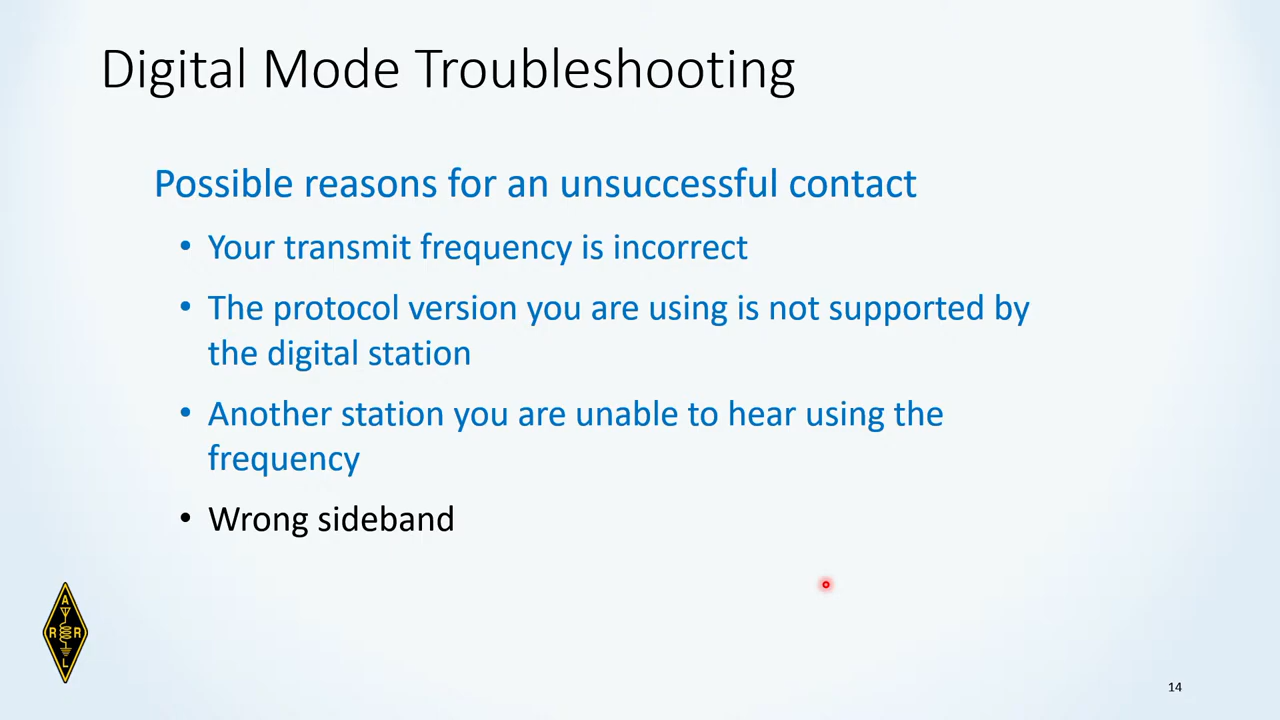 Digital Mode Troubleshooting
Possible reasons for an unsuccessful contact
• Your transmit frequency is incorrect
• The protocol version you are using is not supported by
the digital station
• Another station you are unable to hear using the
frequency
• Wrong sideband
A
R R
L
14